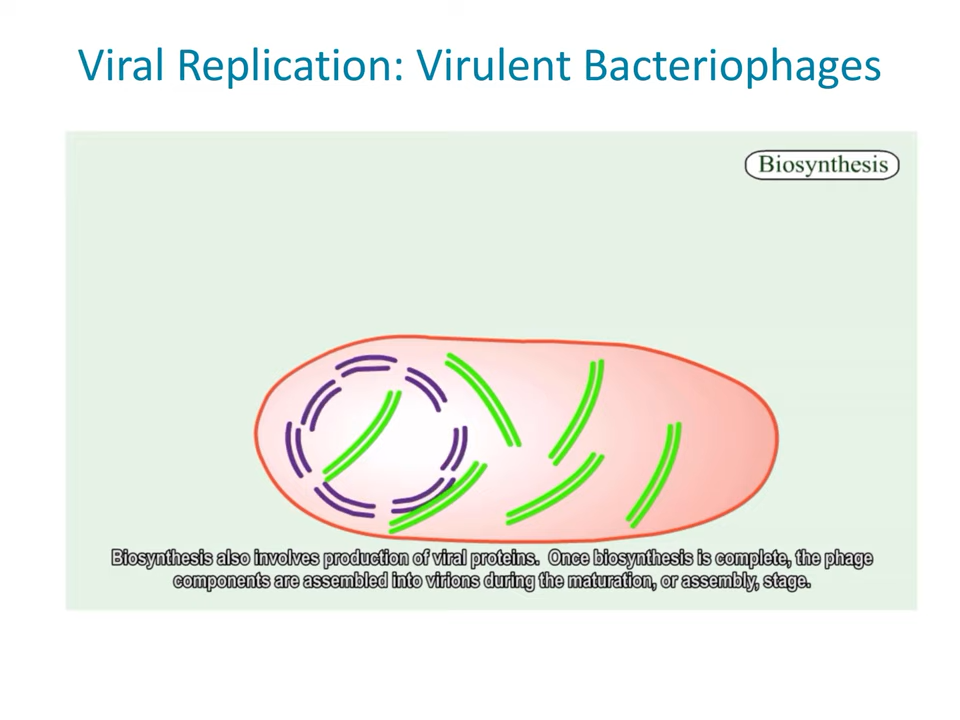 Viral Replication: Virulent Bacteriophages
Biosynthesis
Biosynthesis also involves production of viral proteins. Once biosynthesis is complete, the phage
components are assembled into virions during the maturation, or assembly, stage.